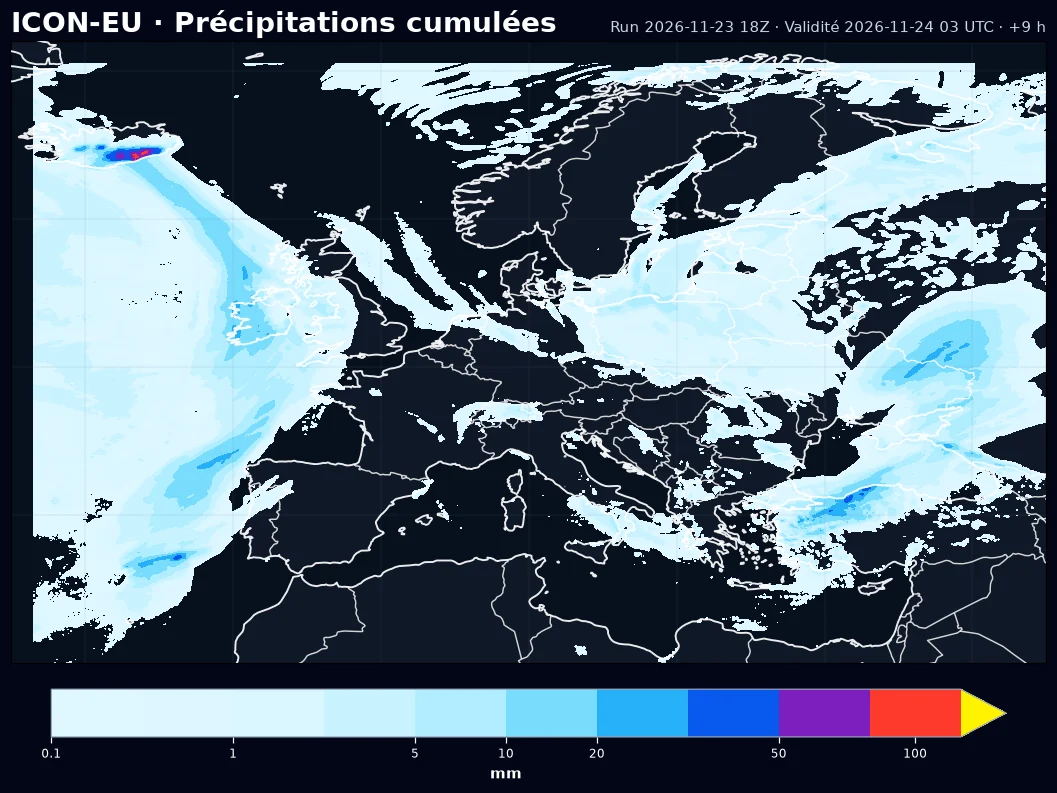 ICON-EU · Précipitations cumulées
Run 2026-11-23 18Z · Validité 2026-11-24 03 UTC · +9 h
0.1 1 5 10 20 50 100
mm